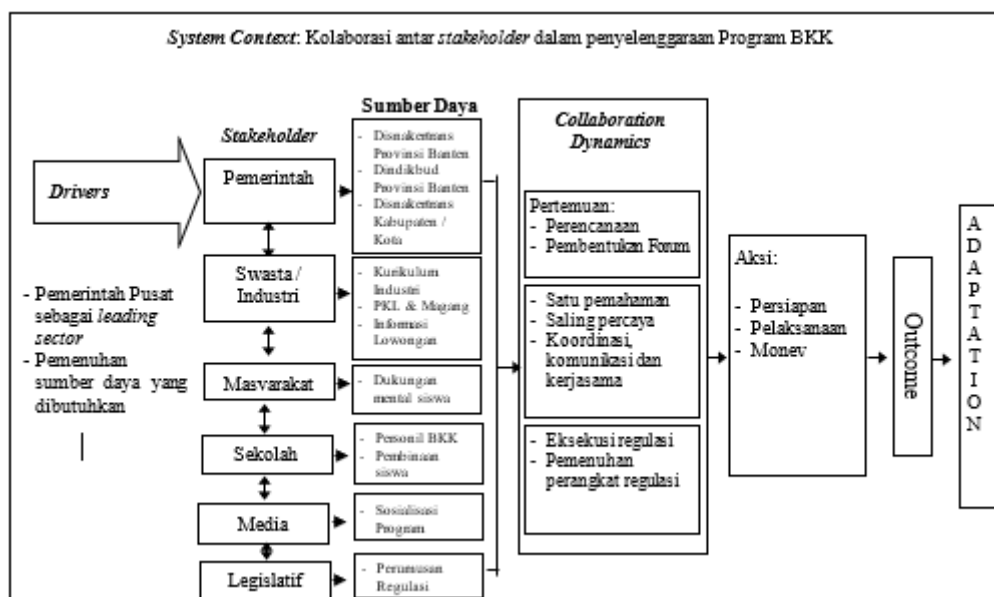 System Context: Kolaborasi antar stakeholder dalam penyelenggaraan Program BKK
Drivers
- Pemerintah Pusat
sebagai leading
sector
- Pemenuhan
sumber daya yang
dibutuhkan
Stakeholder
Pemerintah
Swasta /
Industri
Masyarakat
Sekolah
Media
Legislatif
Sumber Daya
- Disnakertrans
Provinsi Banten
- Dindikbud
Provinsi Banten
- Disnakertrans
Kabupaten /
Kota
- Kurikulum
Industri
- PKL & Magang
- Informasi
Lowongan
- Dukungan
mental siswa
- Personil BKK
- Pembinaan
siswa
- Sosialisasi
Program
- Perumusan
Regulasi
Collaboration
Dynamics
Pertemuan:
- Perencanaan
- Pembentukan Forum
- Satu pemahaman
- Saling percaya
- Koordinasi,
komunikasi dan
kerjasama
- Eksekusi regulasi
- Pemenuhan
perangkat regulasi
Aksi:
- Persiapan
- Pelaksanaan
- Monev
Outcome
ADAPTATION